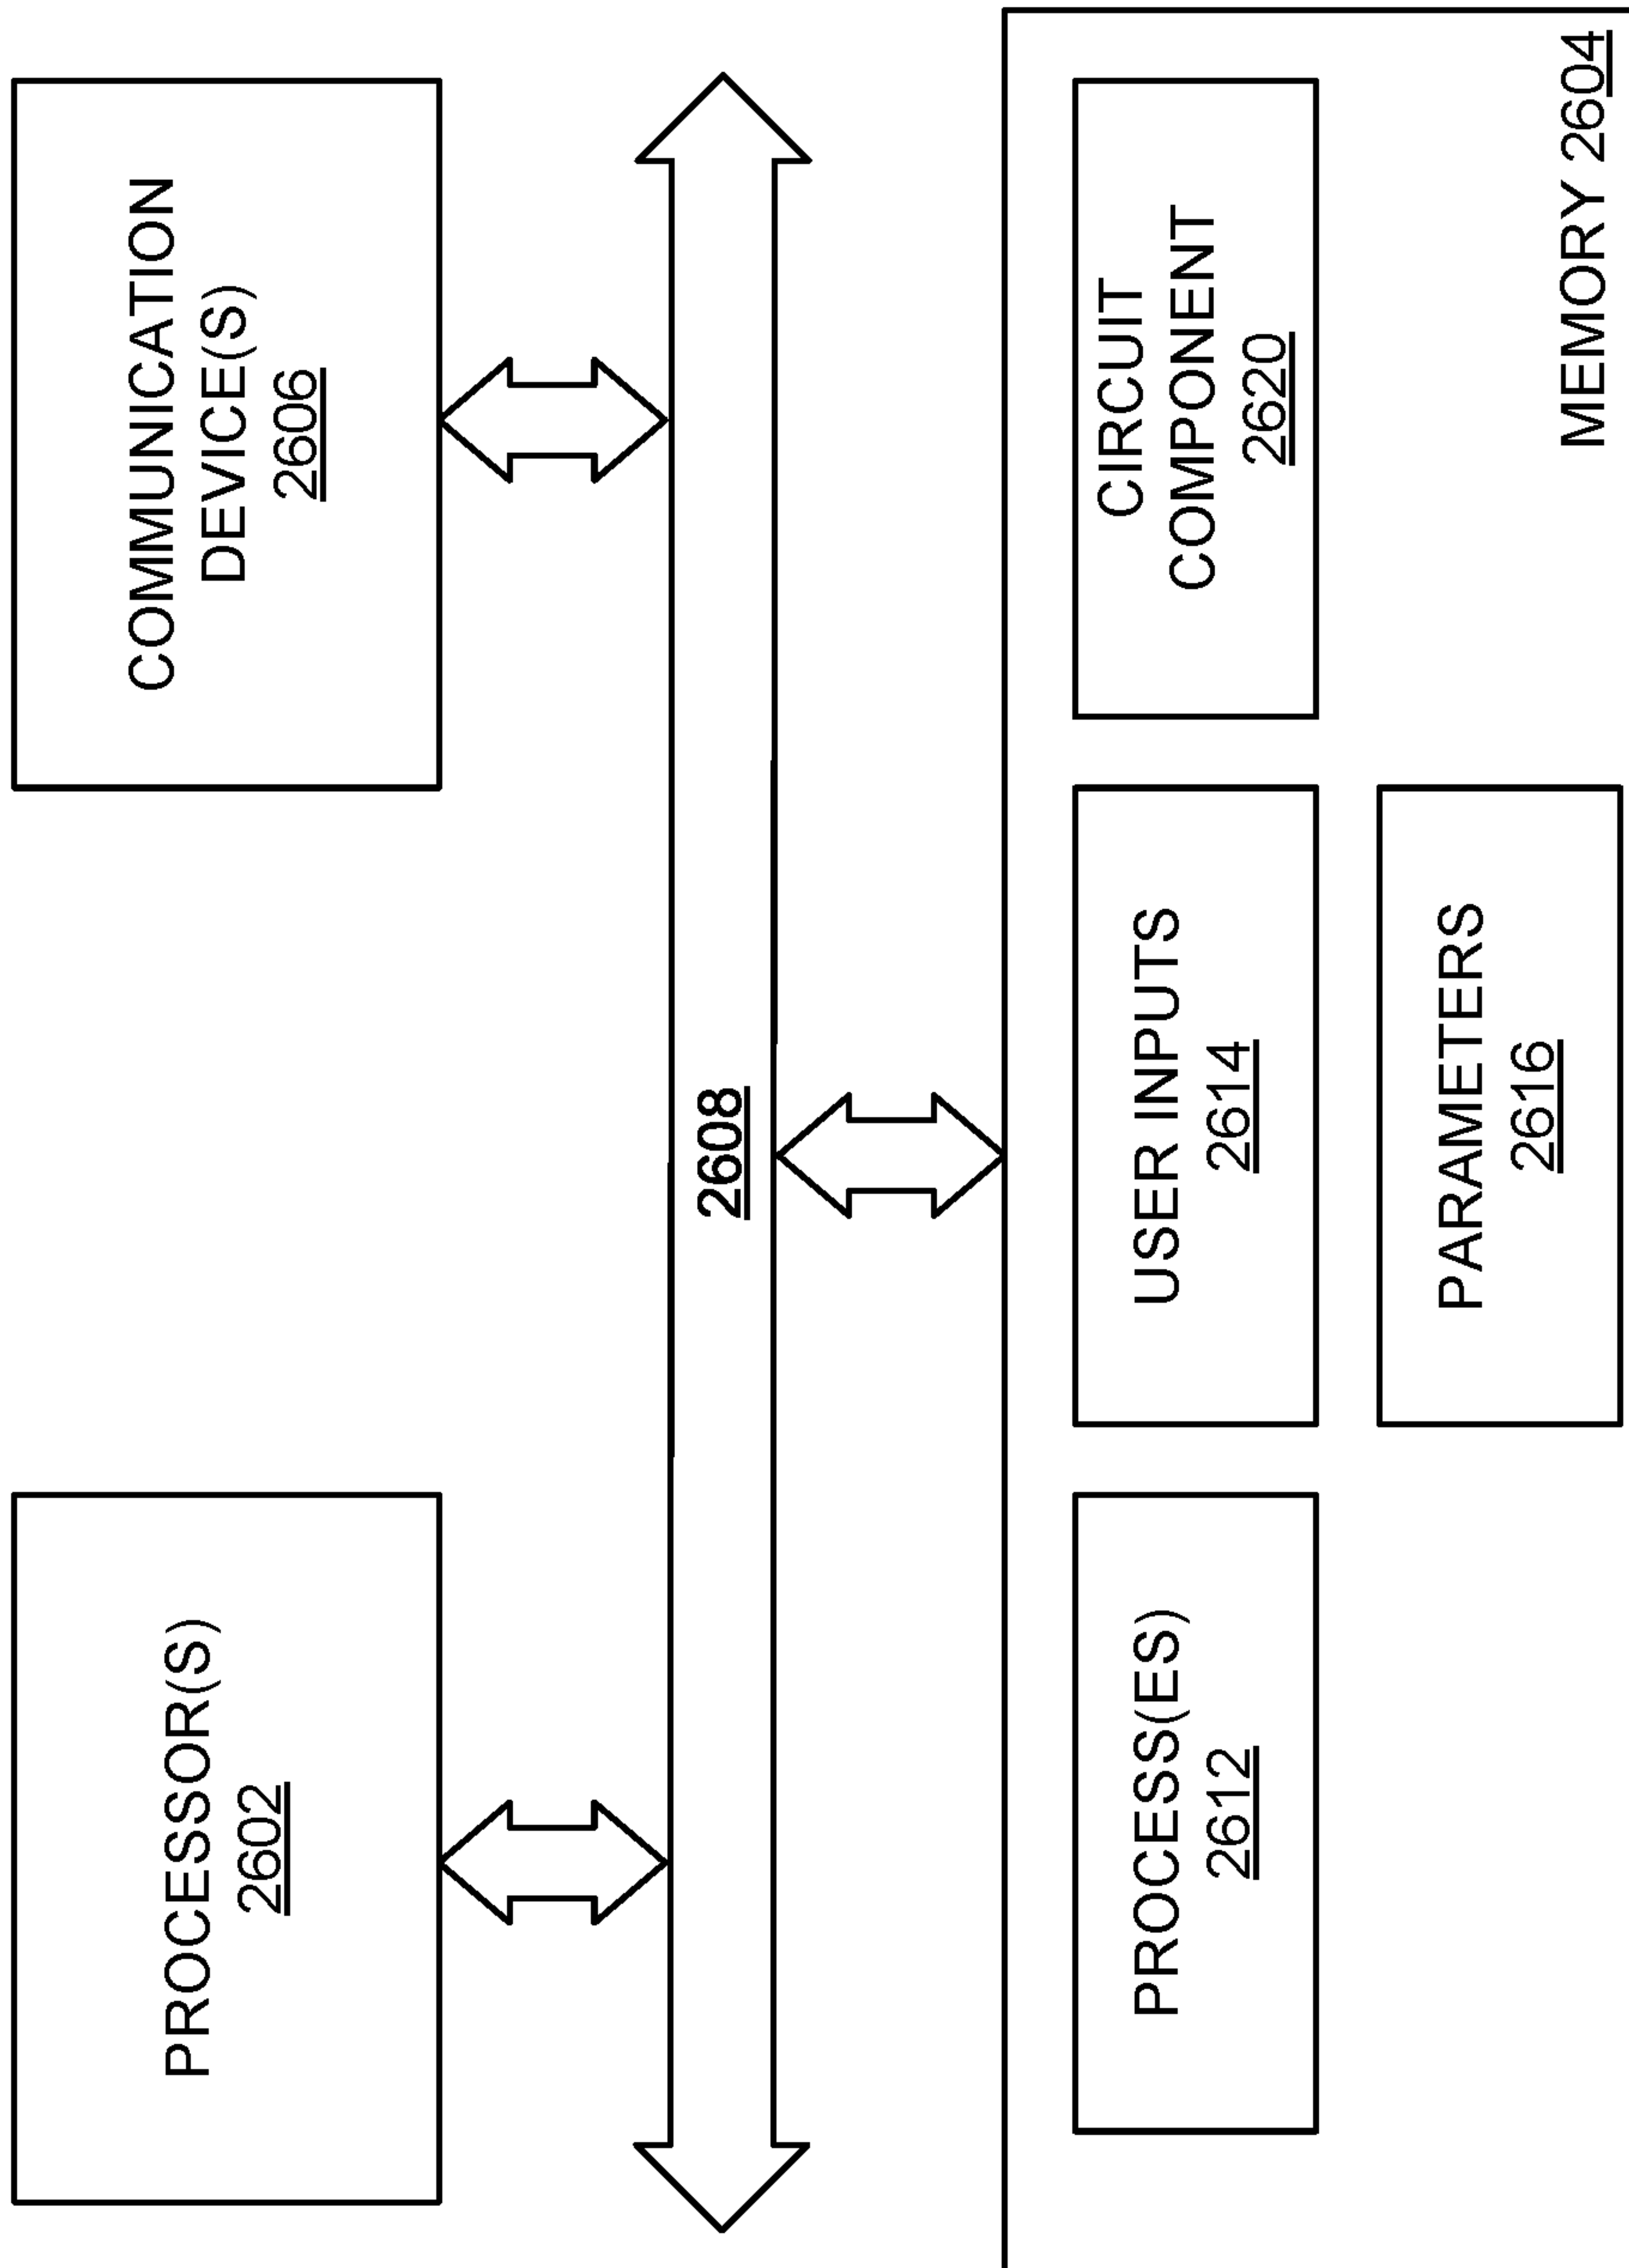 PROCESSOR(S)
2602
COMMUNICATION
DEVICE(S)
2606
2608
PROCESS(ES)
2612
USER INPUTS
2614
CIRCUIT
COMPONENT
2620
PARAMETERS
2616
MEMORY 2604